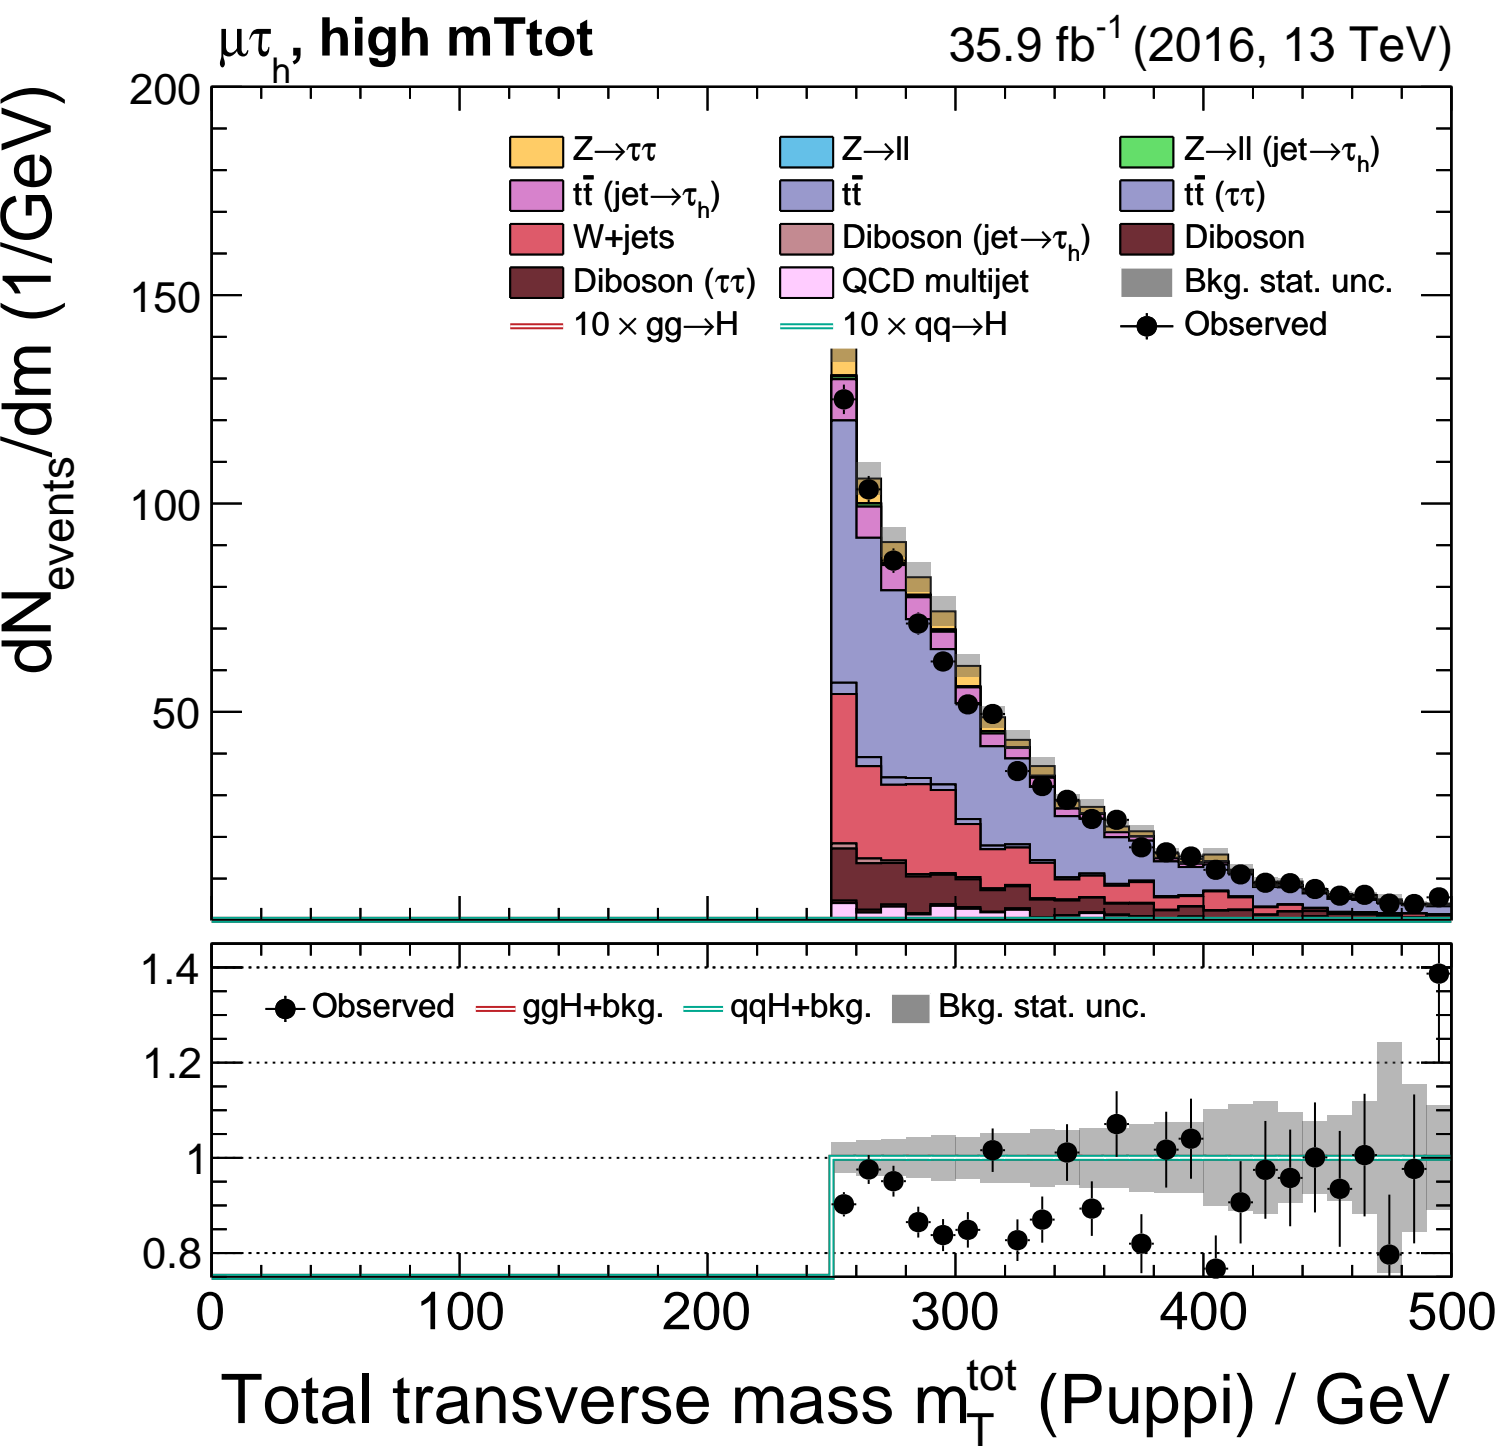 μτh, high mTtot
35.9 fb-1 (2016, 13 TeV)
dNevents/dm (1/GeV)
200
150
100
50
Z→ττ
Z→ll
Z→ll (jet→τh)
tt̄ (jet→τh)
tt̄
tt̄ (ττ)
W+jets
Diboson (jet→τh)
Diboson
Diboson (ττ)
QCD multijet
Bkg. stat. unc.
10 × gg→H
10 × qq→H
Observed
1.4
1.2
1
0.8
Observed
ggH+bkg.
qqH+bkg.
Bkg. stat. unc.
0
100
200
300
400
500
Total transverse mass mTtot (Puppi) / GeV